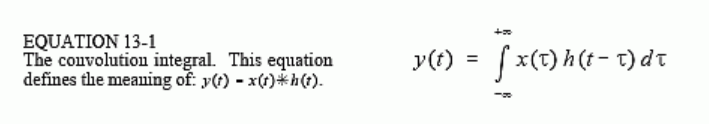 EQUATION 13-1
The convolution integral. This equation
defines the meaning of: y(t) = x(t)*h(t).
y(t) = ∫ x(τ) h(t − τ) dτ
+∞
−∞